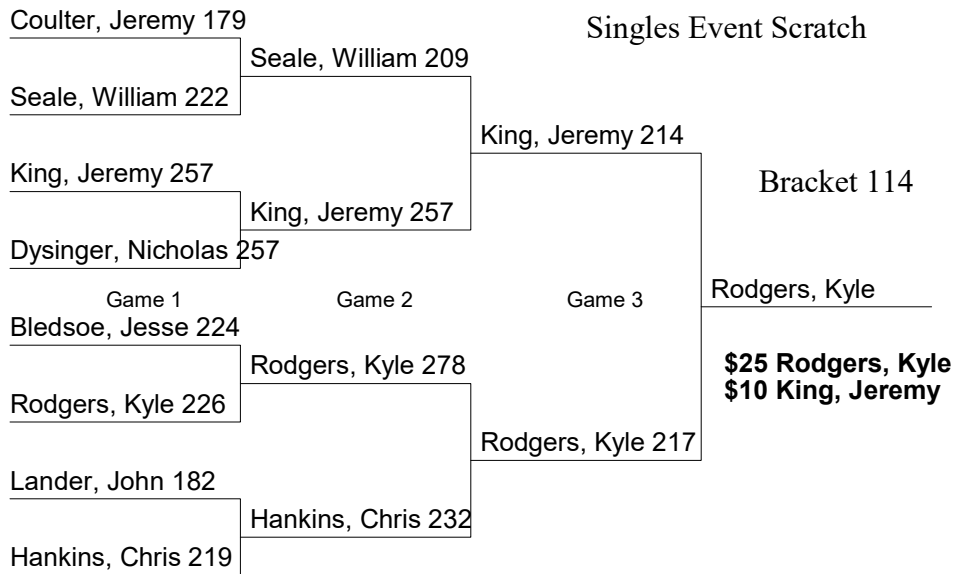 Coulter, Jeremy 179
Singles Event Scratch
Seale, William 209
Seale, William 222
King, Jeremy 214
King, Jeremy 257
Bracket 114
King, Jeremy 257
Dysinger, Nicholas 257
Game 1
Game 2
Game 3
Rodgers, Kyle
Bledsoe, Jesse 224
Rodgers, Kyle 278
$25 Rodgers, Kyle
$10 King, Jeremy
Rodgers, Kyle 226
Rodgers, Kyle 217
Lander, John 182
Hankins, Chris 232
Hankins, Chris 219